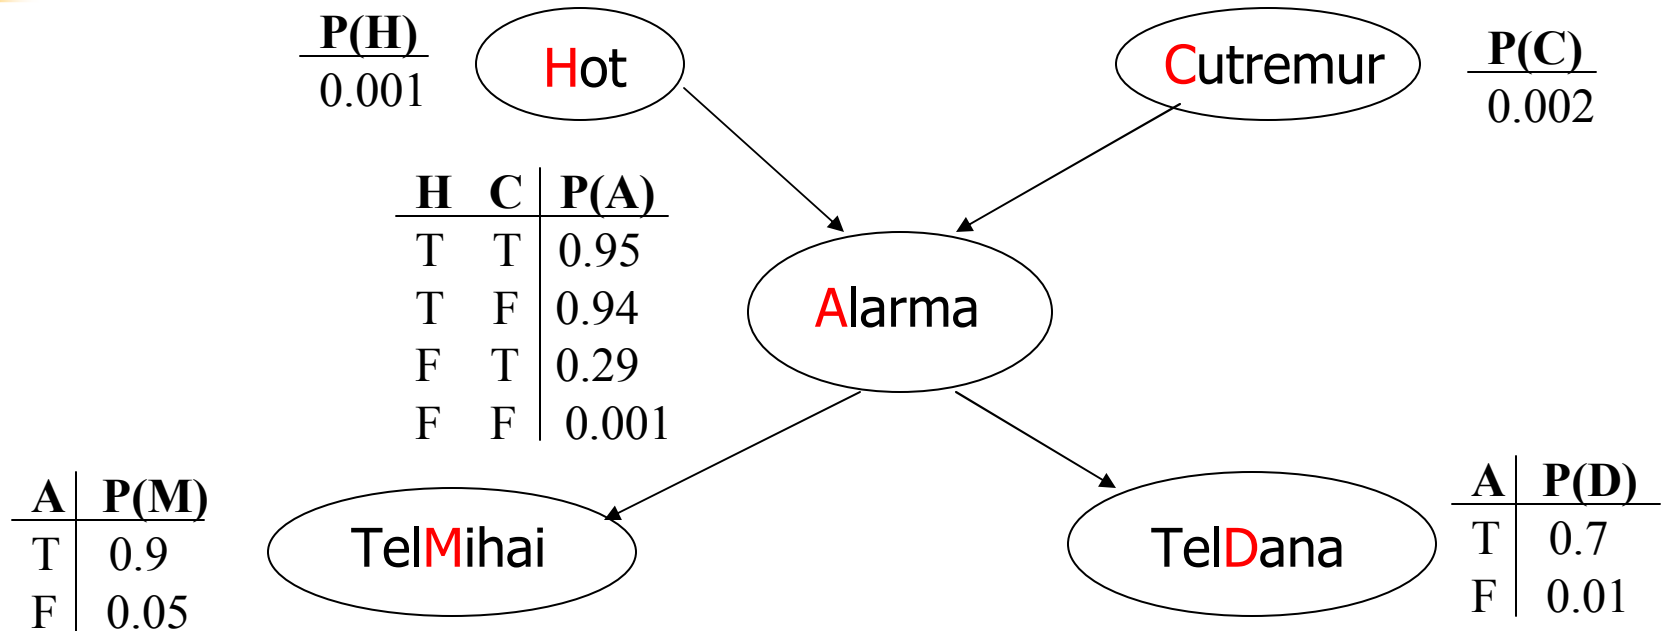 P(H)
0.001
Hot
Cutremur
P(C)
0.002
H C P(A)
T T 0.95
T F 0.94
F T 0.29
F F 0.001
Alarma
A P(M)
T 0.9
F 0.05
TelMihai
TelDana
A P(D)
T 0.7
F 0.01